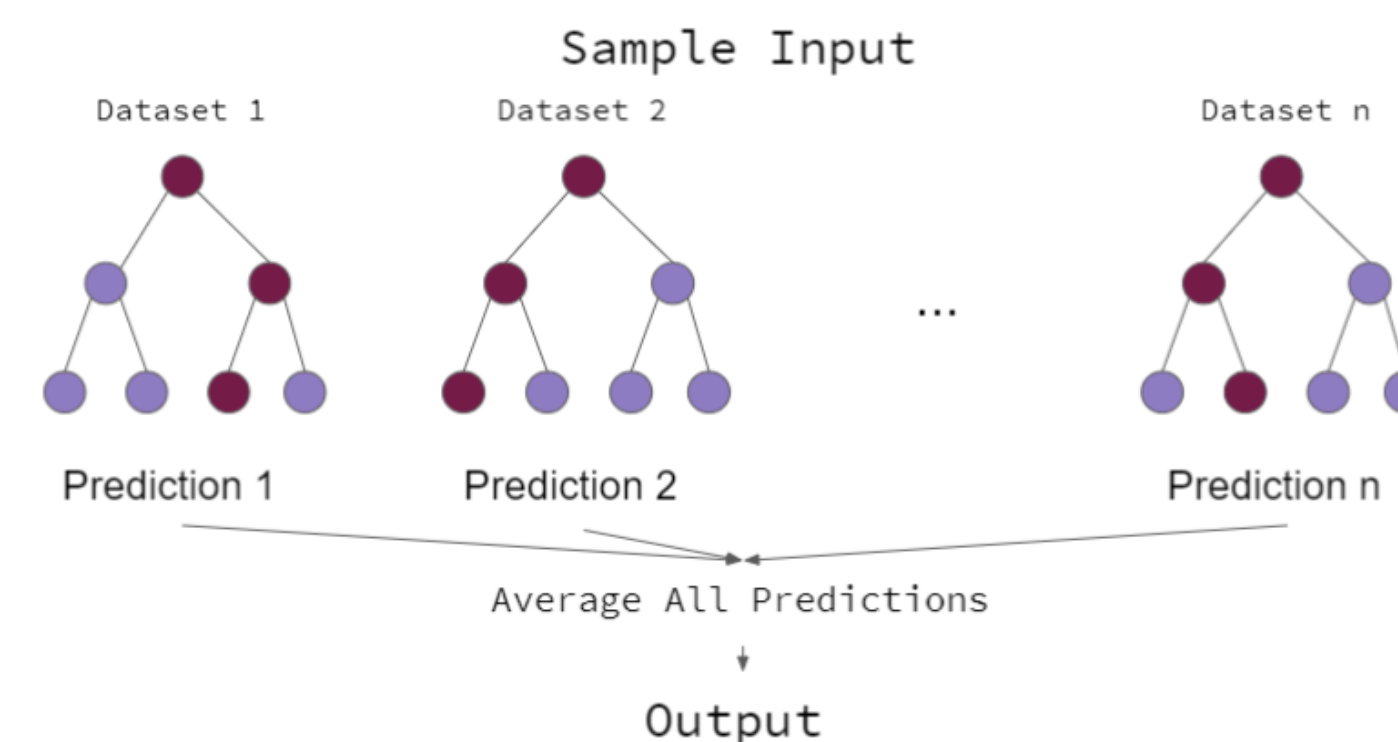 Sample Input
Dataset 1 Dataset 2 Dataset n
...
Prediction 1 Prediction 2 Prediction n
Average All Predictions
Output